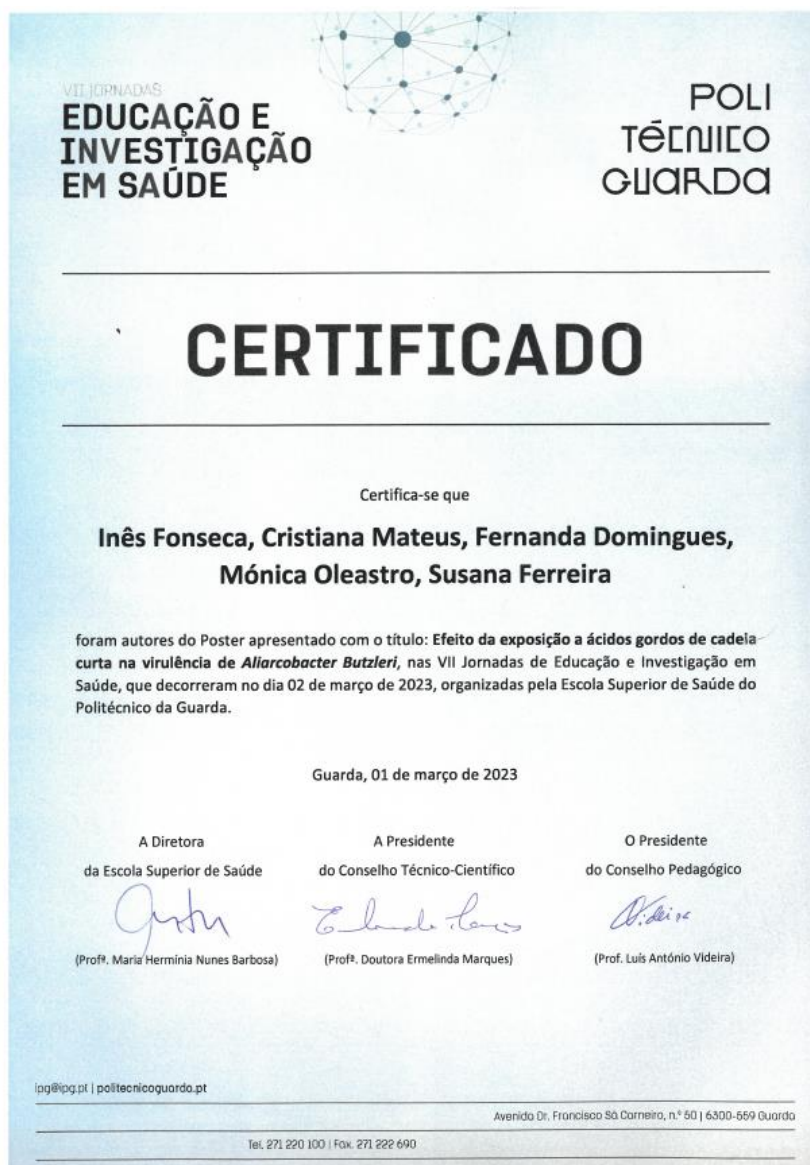 VII JORNADAS
EDUCAÇÃO E
INVESTIGAÇÃO
EM SAÚDE
POLI
TÉCNICO
GUARDA
CERTIFICADO
Certifica-se que
Inês Fonseca, Cristiana Mateus, Fernanda Domingues,
Mónica Oleastro, Susana Ferreira
foram autores do Poster apresentado com o título: Efeito da exposição a ácidos gordos de cadeia
curta na virulência de Aliarcobacter Butzleri, nas VII Jornadas de Educação e Investigação em
Saúde, que decorreram no dia 02 de março de 2023, organizadas pela Escola Superior de Saúde do
Politécnico da Guarda.
Guarda, 01 de março de 2023
A Diretora
da Escola Superior de Saúde
(Profª. Maria Hermínia Nunes Barbosa)
A Presidente
do Conselho Técnico-Científico
(Profª. Doutora Ermelinda Marques)
O Presidente
do Conselho Pedagógico
Videira
(Prof. Luís António Videira)
ipg@ipg.pt | politecnicoguarda.pt
Avenida Dr. Francisco Sá Carneiro, n.º 50 | 6300-559 Guarda
Tel. 271 220 100 | Fax. 271 222 690